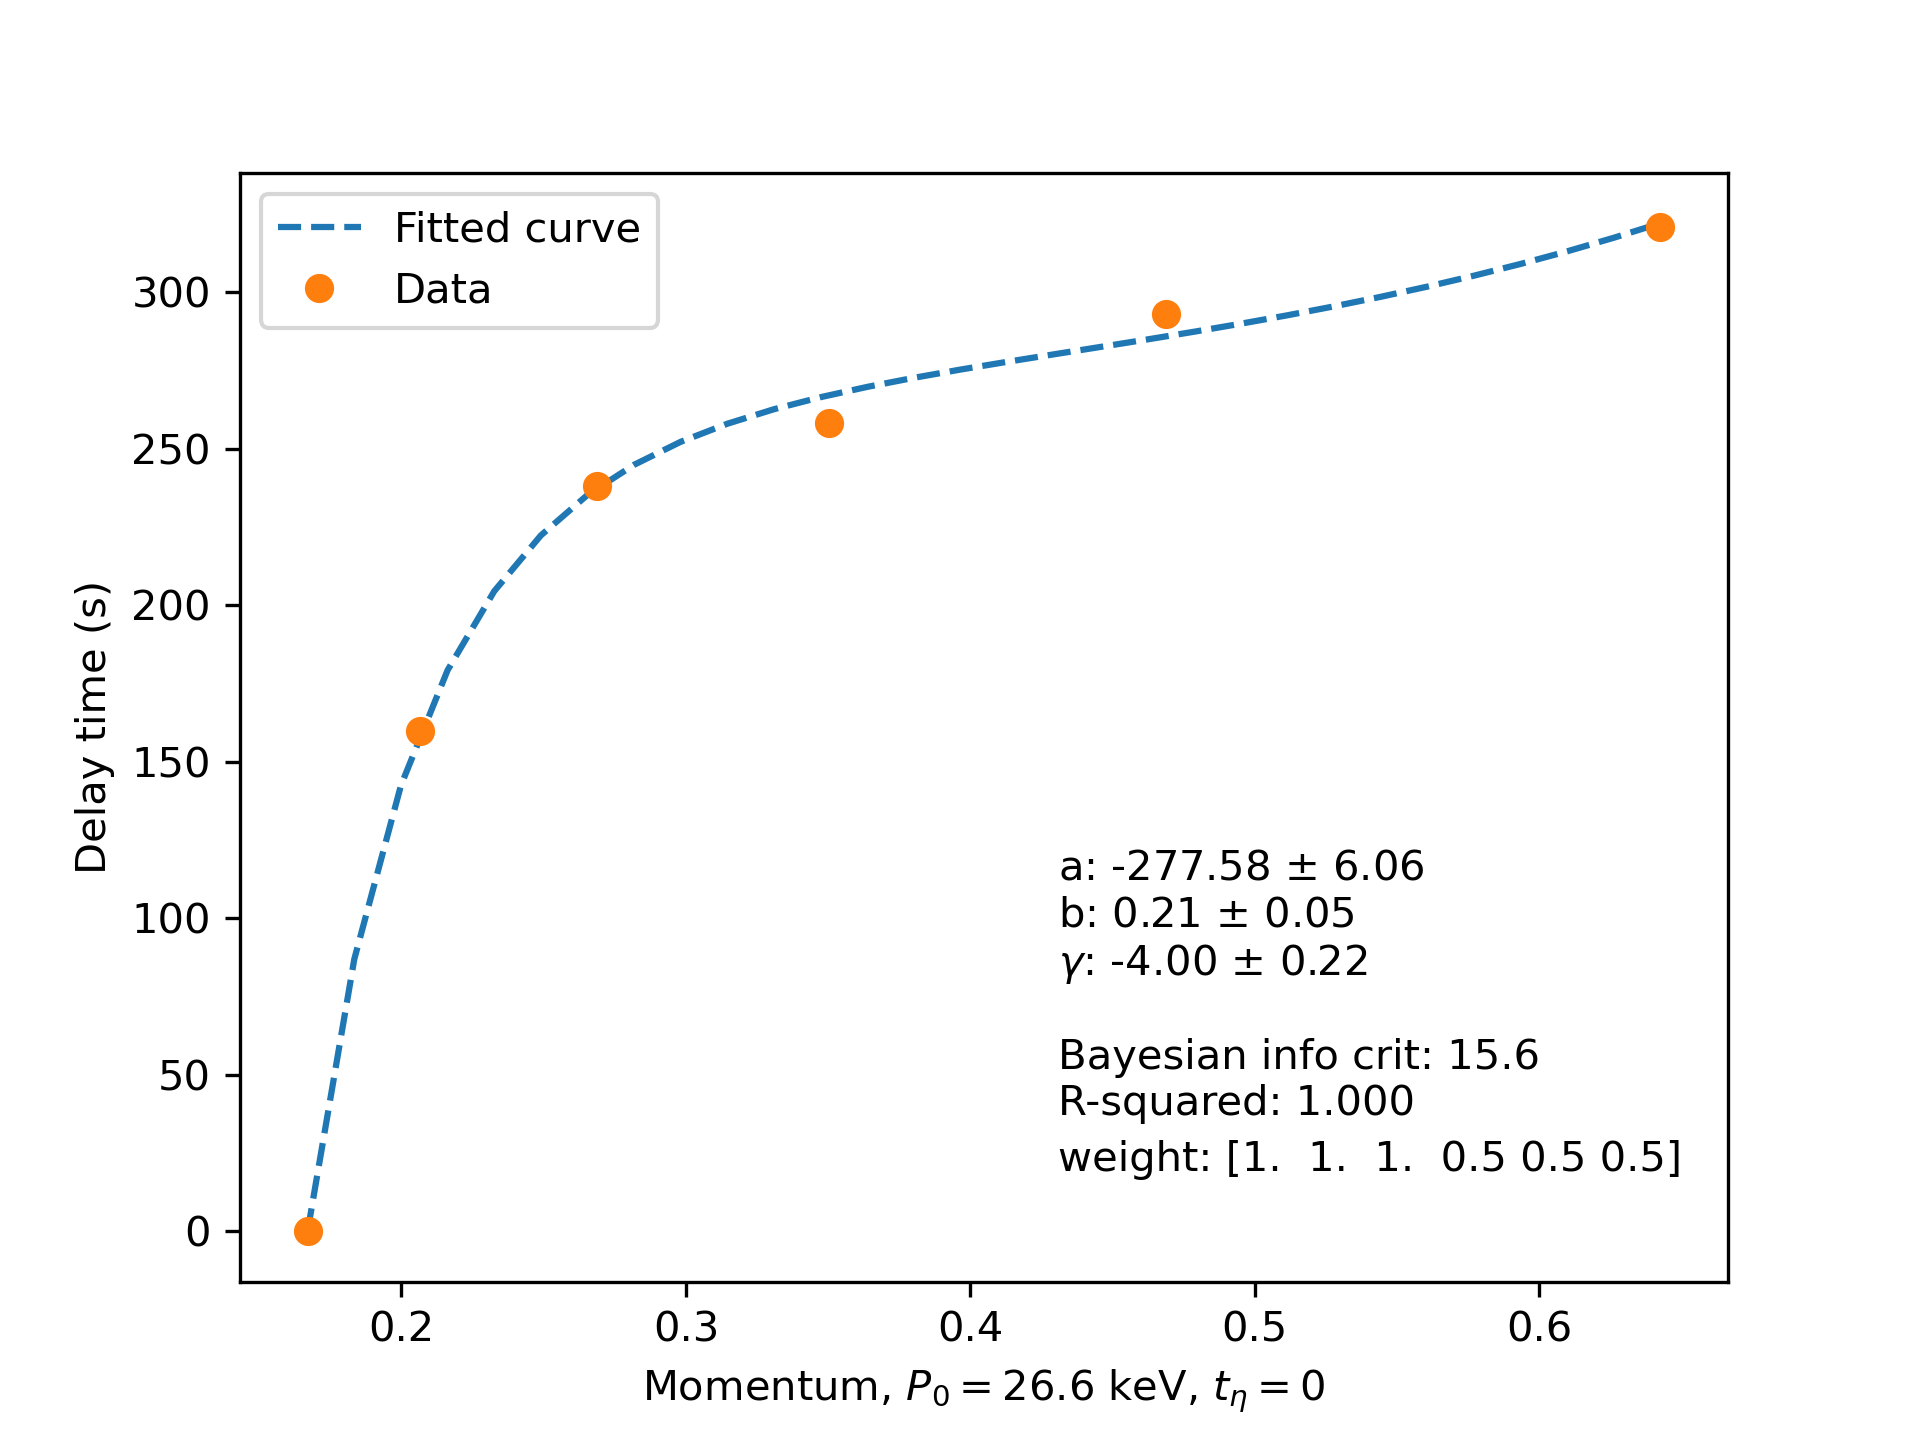 Fitted curve
Data
300
250
200
150
100
50
0
Delay time (s)
a: -277.58 ± 6.06
b: 0.21 ± 0.05
γ: -4.00 ± 0.22
Bayesian info crit: 15.6
R-squared: 1.000
weight: [1.  1.  1.  0.5 0.5 0.5]
0.2 0.3 0.4 0.5 0.6
Momentum, P₀ = 26.6 keV, t_η = 0